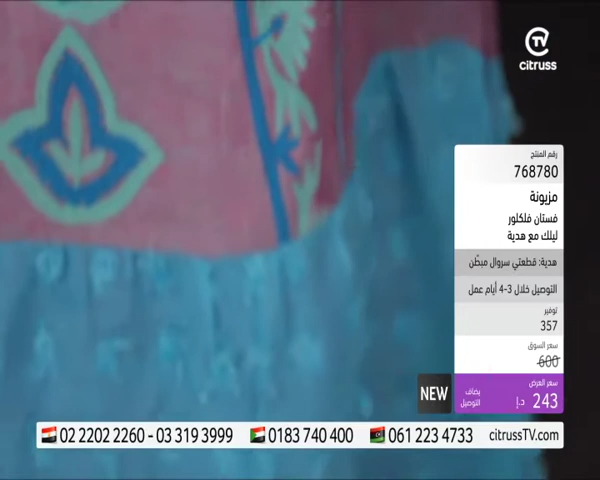 TV
citruss
رقم المنتج
768780
مزيونة
فستان فلكلور
ليلك مع هدية
هدية: قطعتي سروال مبطّن
التوصيل خلال 3-4 أيام عمل
توفير
357
سعر السوق
600
سعر العرض
243 د.إ
يضاف
التوصيل
NEW
02 2202 2260 - 03 319 3999 0183 740 400 061 223 4733 citrussTV.com